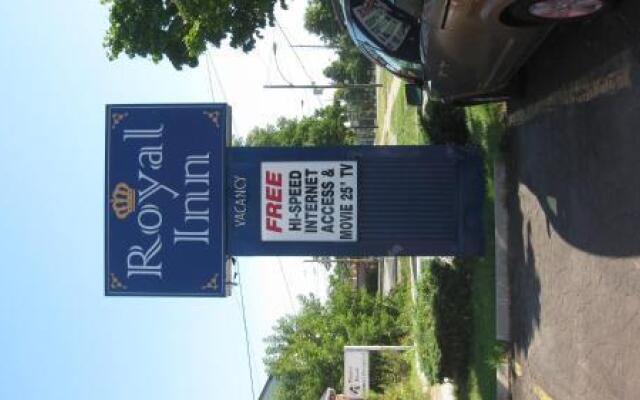 Royal
Inn
VACANCY
FREE
HI-SPEED
INTERNET
ACCESS &
MOVIE 25" TV